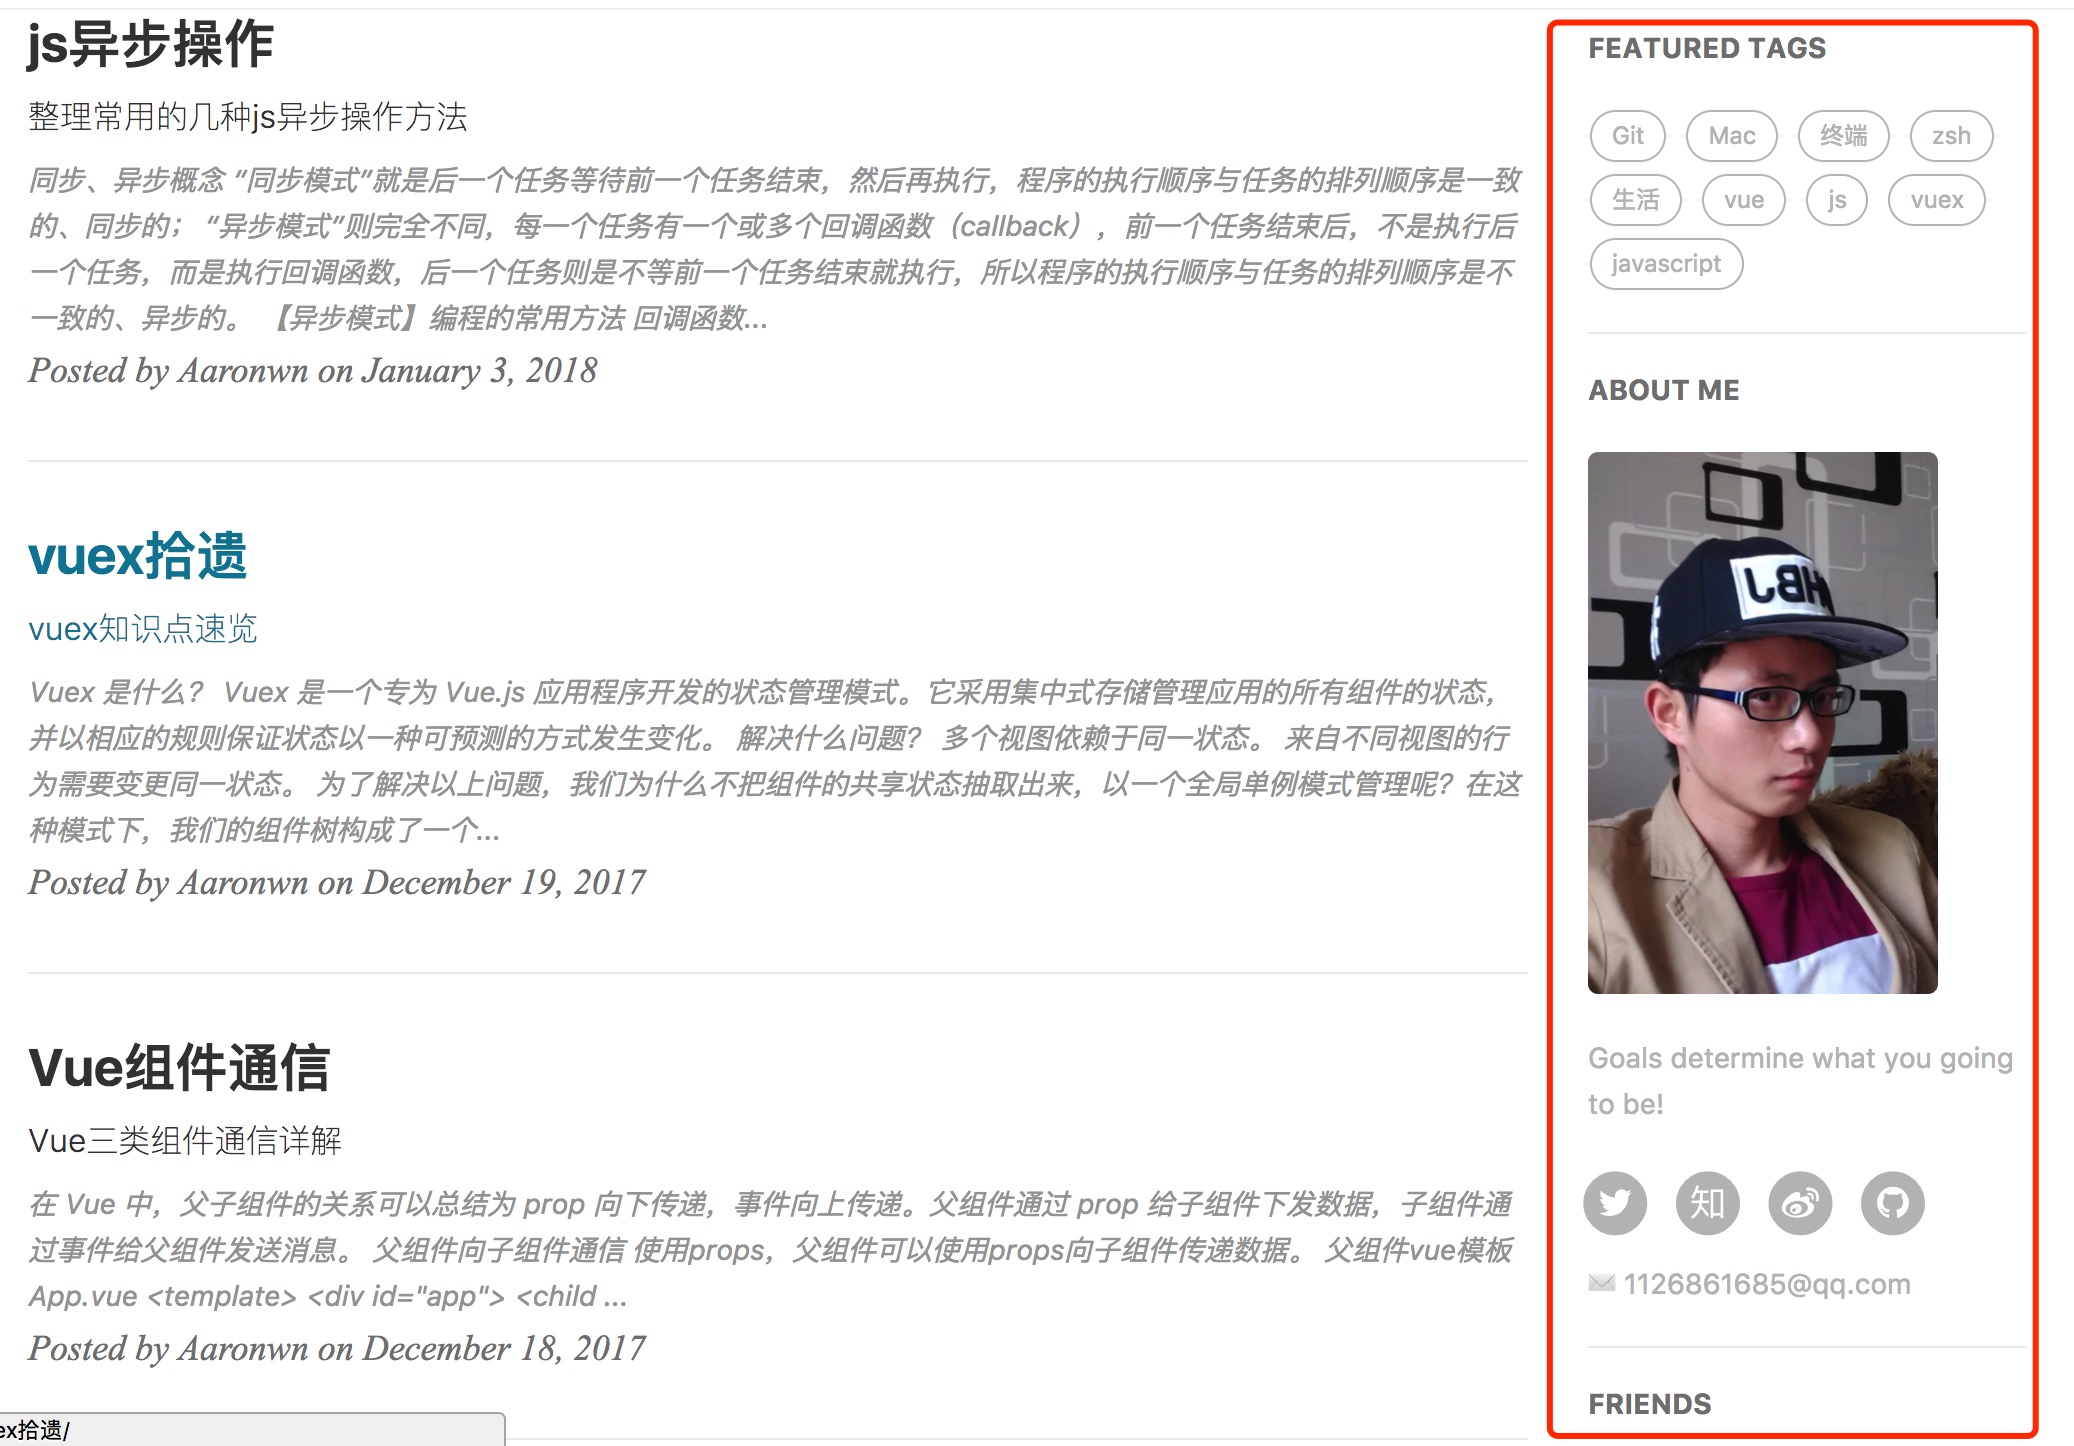 js异步操作
整理常用的几种js异步操作方法
同步、异步概念 “同步模式”就是后一个任务等待前一个任务结束，然后再执行，程序的执行顺序与任务的排列顺序是一致
的、同步的； “异步模式”则完全不同，每一个任务有一个或多个回调函数（callback），前一个任务结束后，不是执行后
一个任务，而是执行回调函数，后一个任务则是不等前一个任务结束就执行，所以程序的执行顺序与任务的排列顺序是不
一致的、异步的。 【异步模式】编程的常用方法 回调函数...
Posted by Aaronwn on January 3, 2018
vuex拾遗
vuex知识点速览
Vuex 是什么？ Vuex 是一个专为 Vue.js 应用程序开发的状态管理模式。它采用集中式存储管理应用的所有组件的状态，
并以相应的规则保证状态以一种可预测的方式发生变化。 解决什么问题？ 多个视图依赖于同一状态。 来自不同视图的行
为需要变更同一状态。 为了解决以上问题，我们为什么不把组件的共享状态抽取出来，以一个全局单例模式管理呢？在这
种模式下，我们的组件树构成了一个...
Posted by Aaronwn on December 19, 2017
Vue组件通信
Vue三类组件通信详解
在 Vue 中，父子组件的关系可以总结为 prop 向下传递，事件向上传递。父组件通过 prop 给子组件下发数据，子组件通
过事件给父组件发送消息。 父组件向子组件通信 使用props，父组件可以使用props向子组件传递数据。 父组件vue模板
App.vue <template> <div id="app"> <child ...
Posted by Aaronwn on December 18, 2017
ex拾遗/
FEATURED TAGS
Git Mac 终端 zsh
生活 vue js vuex
javascript
ABOUT ME
Goals determine what you going
to be!
知
1126861685@qq.com
FRIENDS